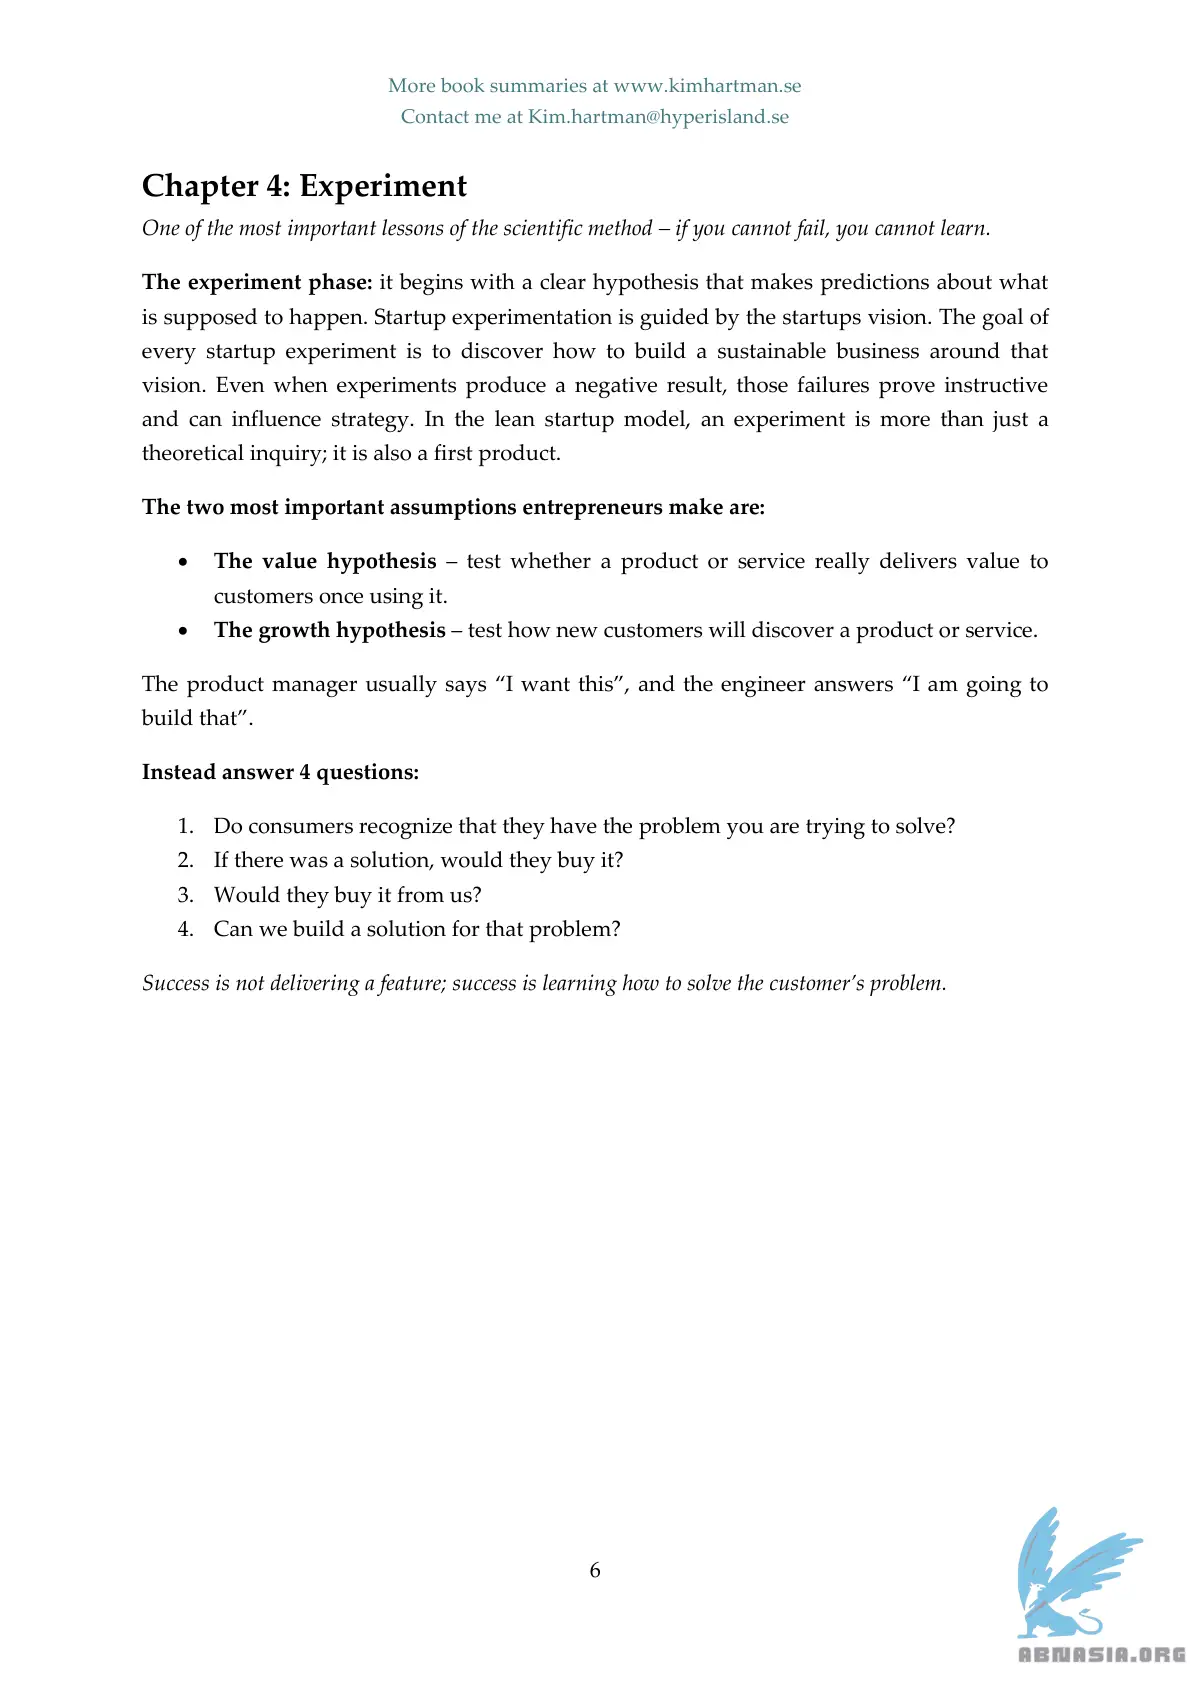 More book summaries at www.kimhartman.se
Contact me at Kim.hartman@hyperisland.se
Chapter 4: Experiment
One of the most important lessons of the scientific method – if you cannot fail, you cannot learn.
The experiment phase: it begins with a clear hypothesis that makes predictions about what
is supposed to happen. Startup experimentation is guided by the startups vision. The goal of
every startup experiment is to discover how to build a sustainable business around that
vision. Even when experiments produce a negative result, those failures prove instructive
and can influence strategy. In the lean startup model, an experiment is more than just a
theoretical inquiry; it is also a first product.
The two most important assumptions entrepreneurs make are:
• The value hypothesis – test whether a product or service really delivers value to
customers once using it.
• The growth hypothesis – test how new customers will discover a product or service.
The product manager usually says “I want this”, and the engineer answers “I am going to
build that”.
Instead answer 4 questions:
1. Do consumers recognize that they have the problem you are trying to solve?
2. If there was a solution, would they buy it?
3. Would they buy it from us?
4. Can we build a solution for that problem?
Success is not delivering a feature; success is learning how to solve the customer’s problem.
6
ABNASIA.ORG